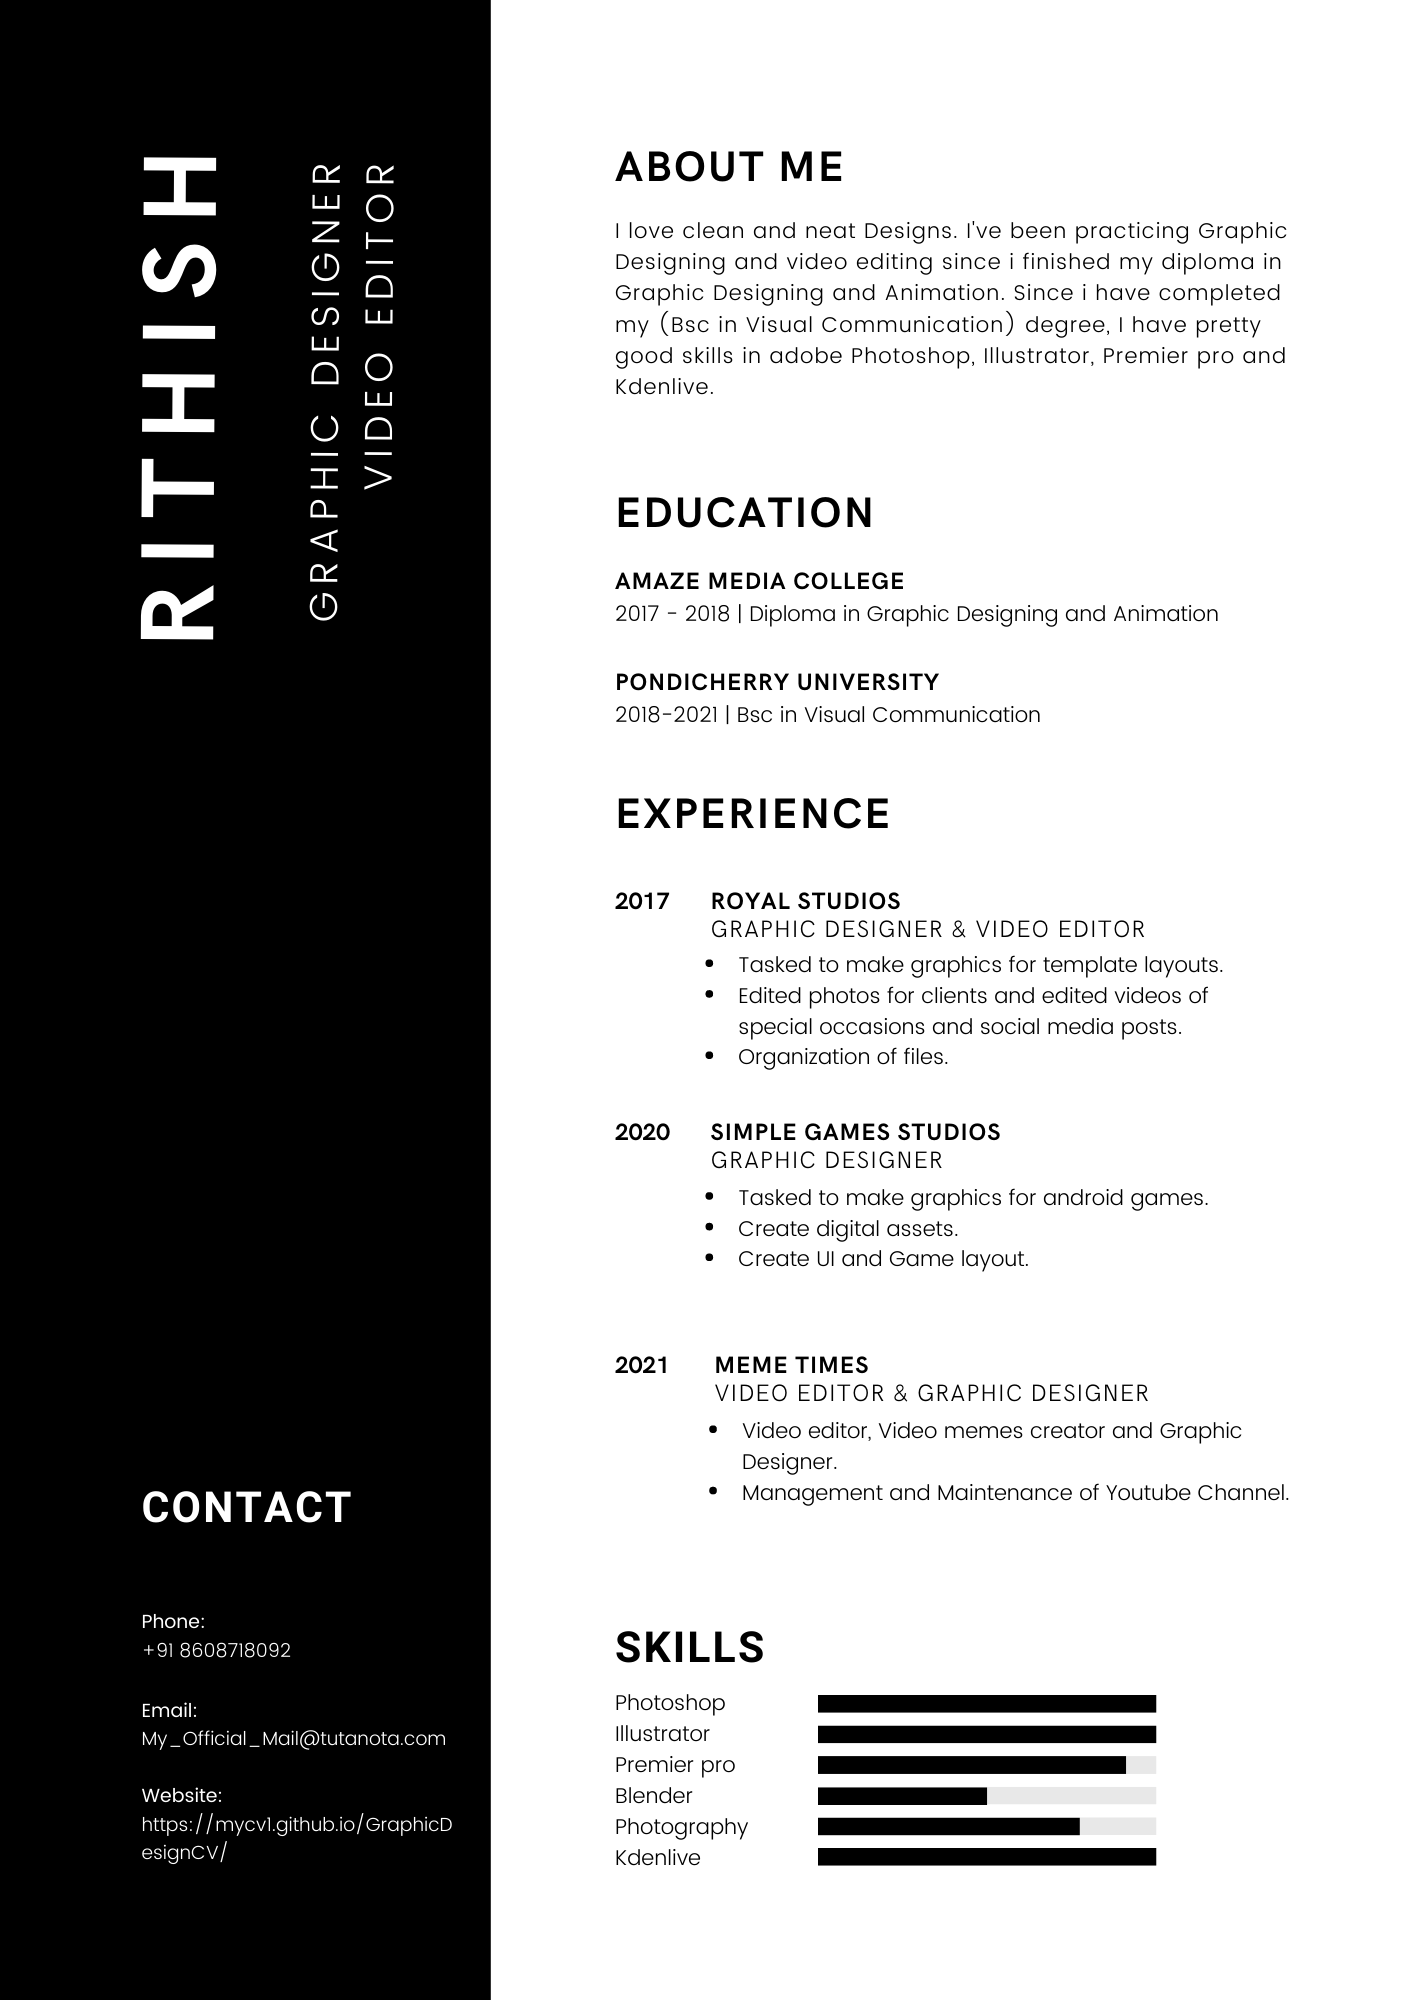 RITHISH
GRAPHIC DESIGNER
VIDEO EDITOR
CONTACT
Phone:
+91 8608718092
Email:
My_Official_Mail@tutanota.com
Website:
https://mycv1.github.io/GraphicD
esignCV/
ABOUT ME
I love clean and neat Designs. I've been practicing Graphic
Designing and video editing since i finished my diploma in
Graphic Designing and Animation. Since i have completed
my (Bsc in Visual Communication) degree, I have pretty
good skills in adobe Photoshop, Illustrator, Premier pro and
Kdenlive.
EDUCATION
AMAZE MEDIA COLLEGE
2017 - 2018 | Diploma in Graphic Designing and Animation
PONDICHERRY UNIVERSITY
2018-2021 | Bsc in Visual Communication
EXPERIENCE
2017 ROYAL STUDIOS
GRAPHIC DESIGNER & VIDEO EDITOR
• Tasked to make graphics for template layouts.
• Edited photos for clients and edited videos of
special occasions and social media posts.
• Organization of files.
2020 SIMPLE GAMES STUDIOS
GRAPHIC DESIGNER
• Tasked to make graphics for android games.
• Create digital assets.
• Create UI and Game layout.
2021 MEME TIMES
VIDEO EDITOR & GRAPHIC DESIGNER
• Video editor, Video memes creator and Graphic
Designer.
• Management and Maintenance of Youtube Channel.
SKILLS
Photoshop
Illustrator
Premier pro
Blender
Photography
Kdenlive